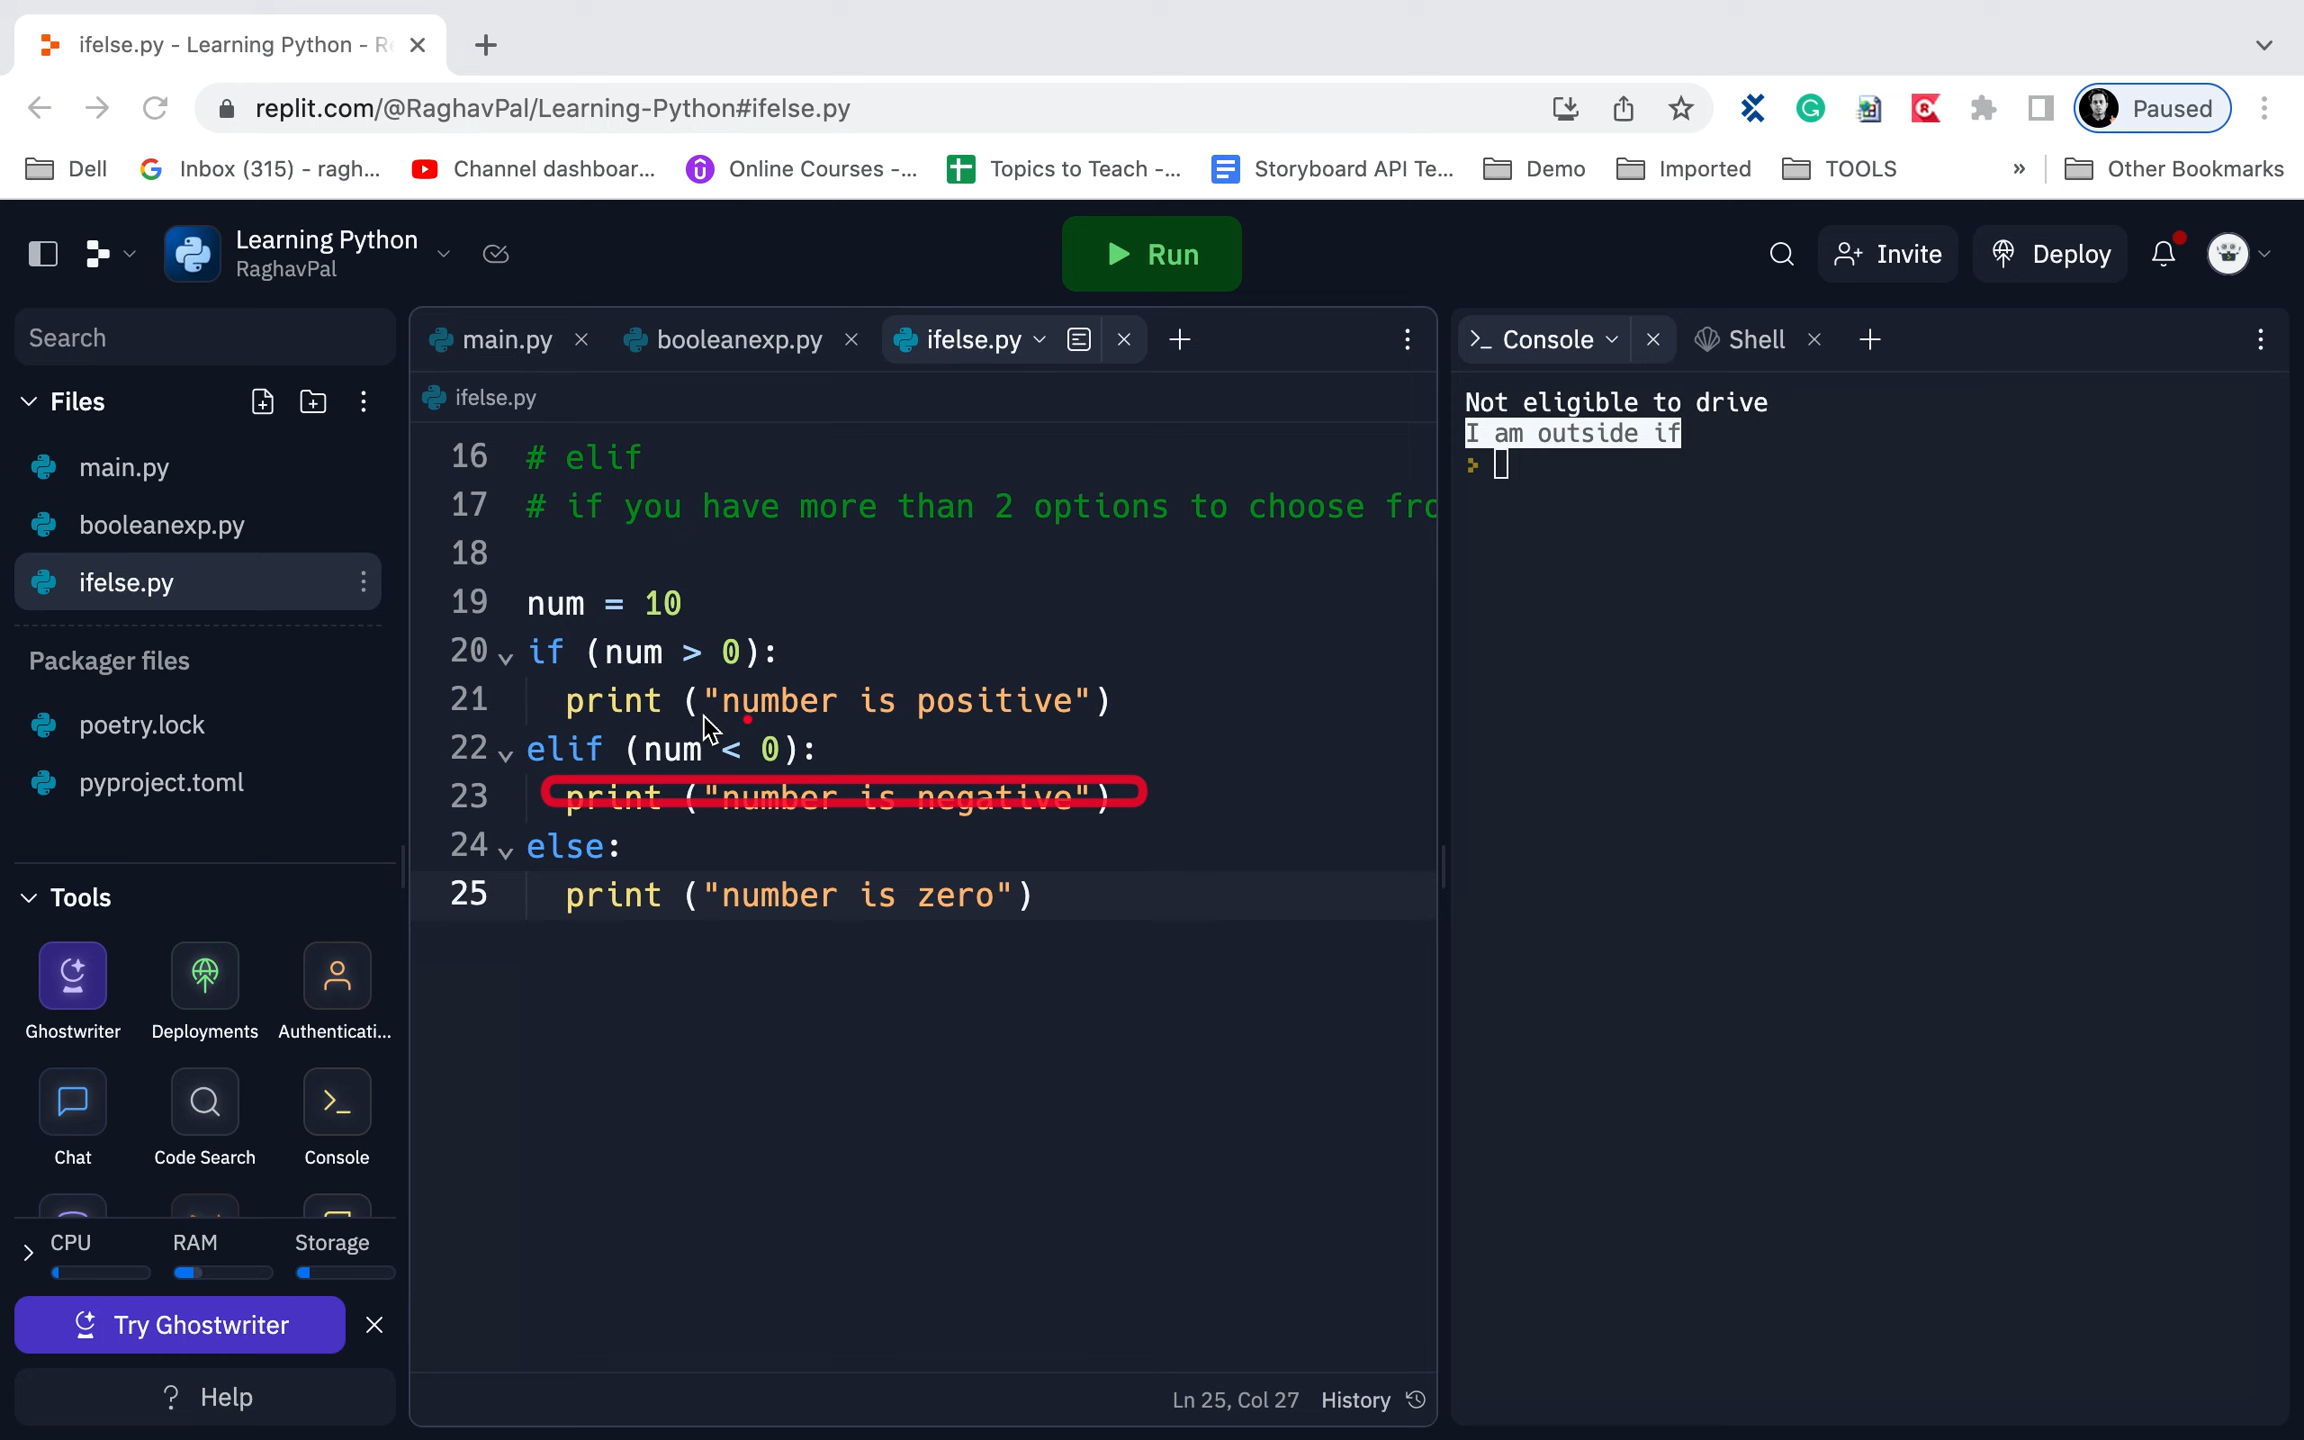 ifelse.py - Learning Python - Re
replit.com/@RaghavPal/Learning-Python#ifelse.py
Paused
Dell
Inbox (315) - ragh...
Channel dashboar...
Online Courses -...
Topics to Teach -...
Storyboard API Te...
Demo
Imported
TOOLS
»
Other Bookmarks
Learning Python
RaghavPal
Run
Invite
Deploy
Search
Files
main.py
booleanexp.py
ifelse.py
Packager files
poetry.lock
pyproject.toml
Tools
Ghostwriter
Deployments
Authenticati...
Chat
Code Search
Console
CPU
RAM
Storage
Try Ghostwriter
? Help
main.py
booleanexp.py
ifelse.py
ifelse.py
16 # elif
17 # if you have more than 2 options to choose fro
18
19 num = 10
20 if (num > 0):
21 print ("number is positive")
22 elif (num < 0):
23 print ("number is negative")
24 else:
25 print ("number is zero")
Ln 25, Col 27 History
Console
Shell
Not eligible to drive
I am outside if